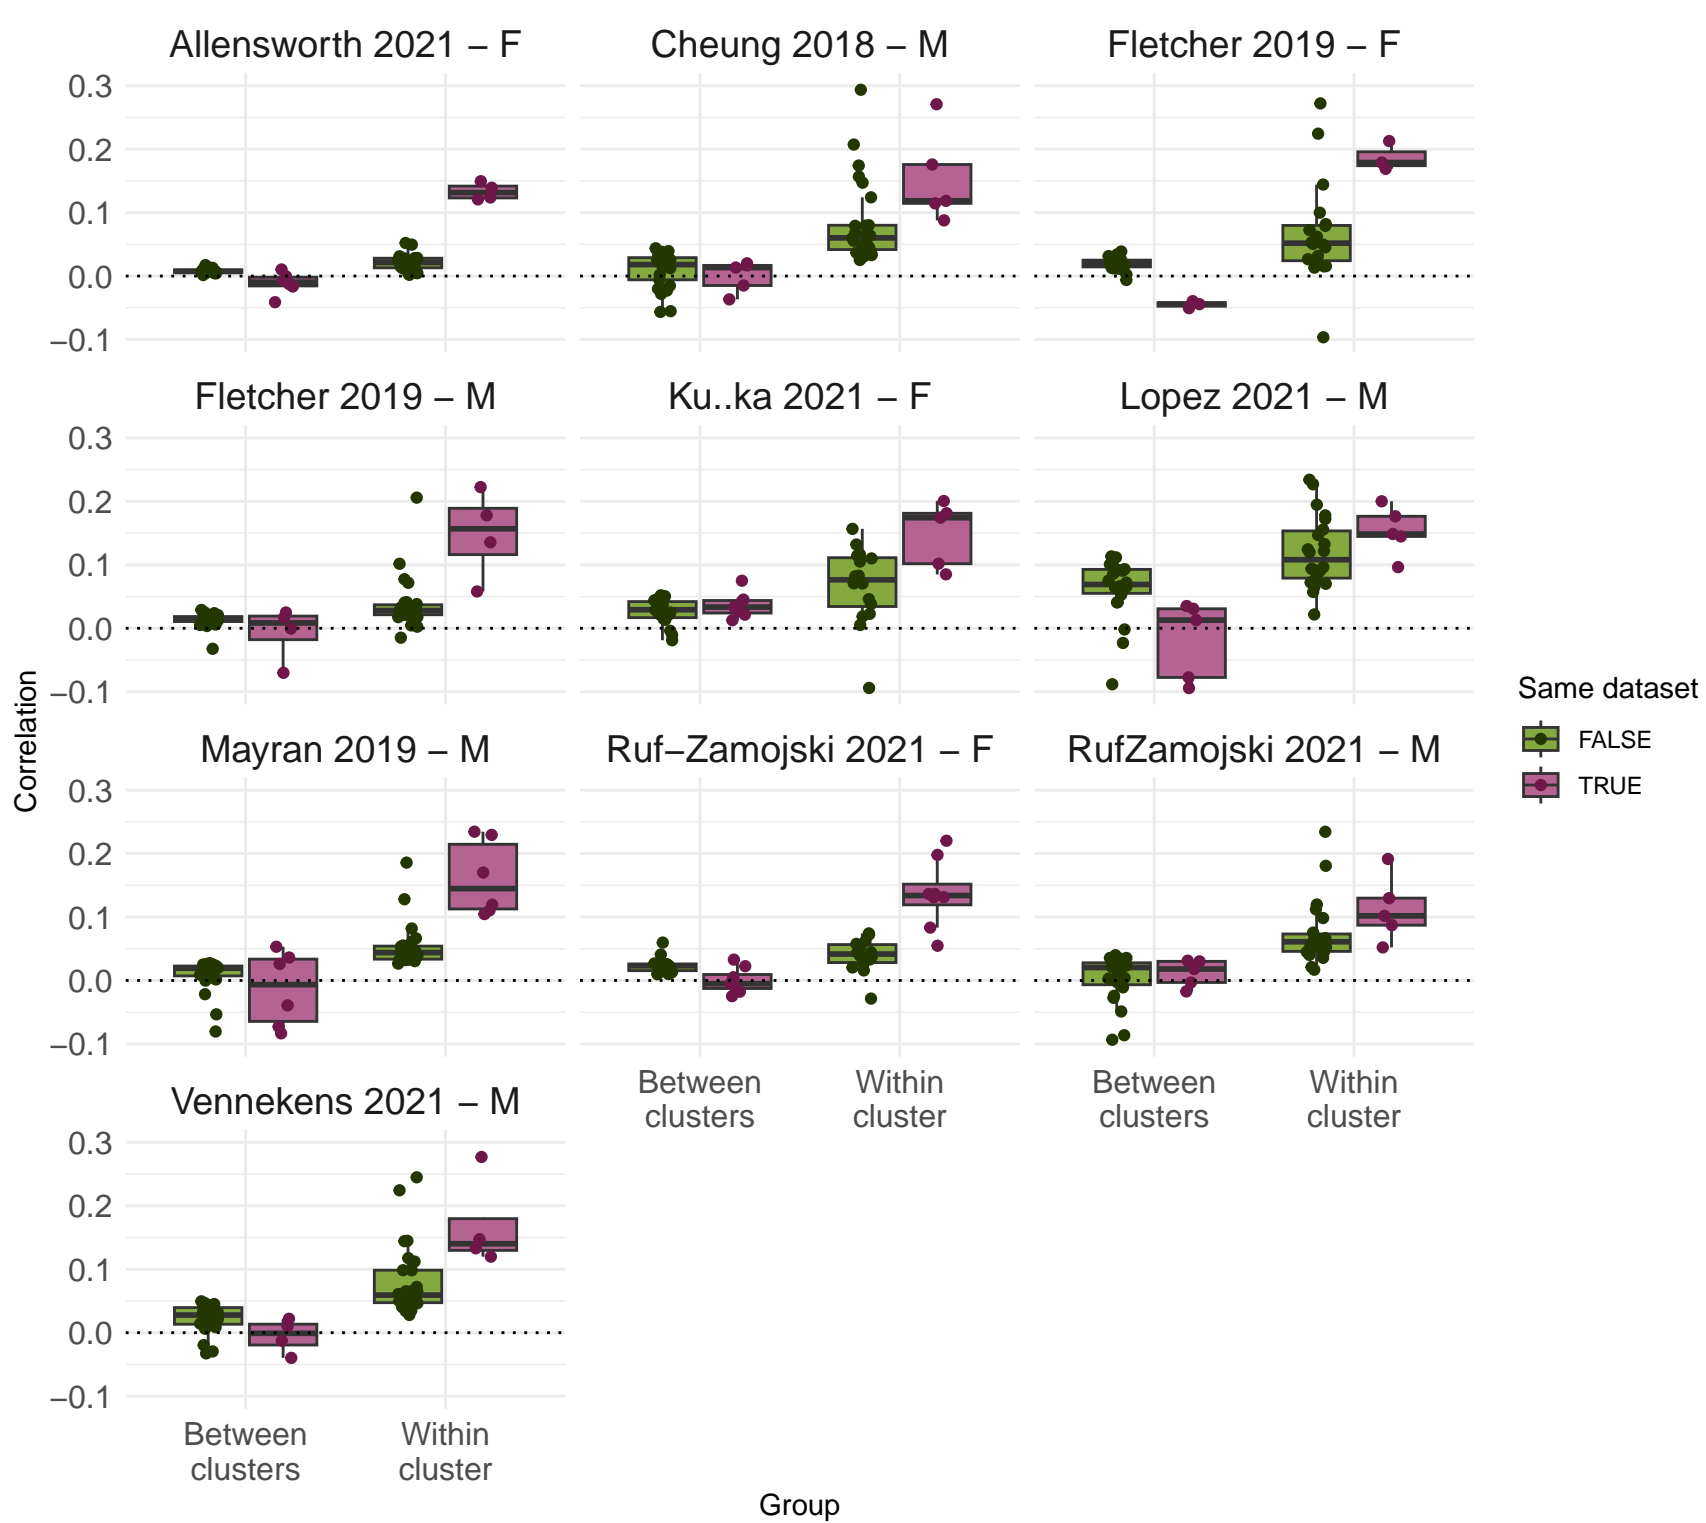 Allensworth 2021 – F
Cheung 2018 – M
Fletcher 2019 – F
0.3
0.2
0.1
0.0
−0.1
Fletcher 2019 – M
Ku..ka 2021 – F
Lopez 2021 – M
0.3
0.2
0.1
0.0
−0.1
Mayran 2019 – M
Ruf−Zamojski 2021 – F
RufZamojski 2021 – M
0.3
0.2
0.1
0.0
−0.1
Between
clusters
Within
cluster
Between
clusters
Within
cluster
Vennekens 2021 – M
0.3
0.2
0.1
0.0
−0.1
Between
clusters
Within
cluster
Correlation
Group
Same dataset
FALSE
TRUE